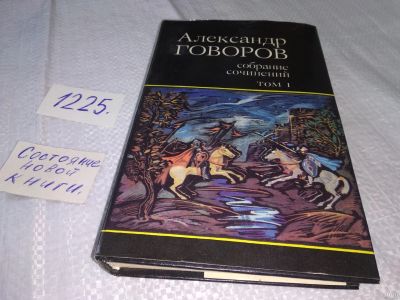 Александр
ГОВОРОВ
собрание
сочинений
том 1
1225.
Состояние
новой
книги.